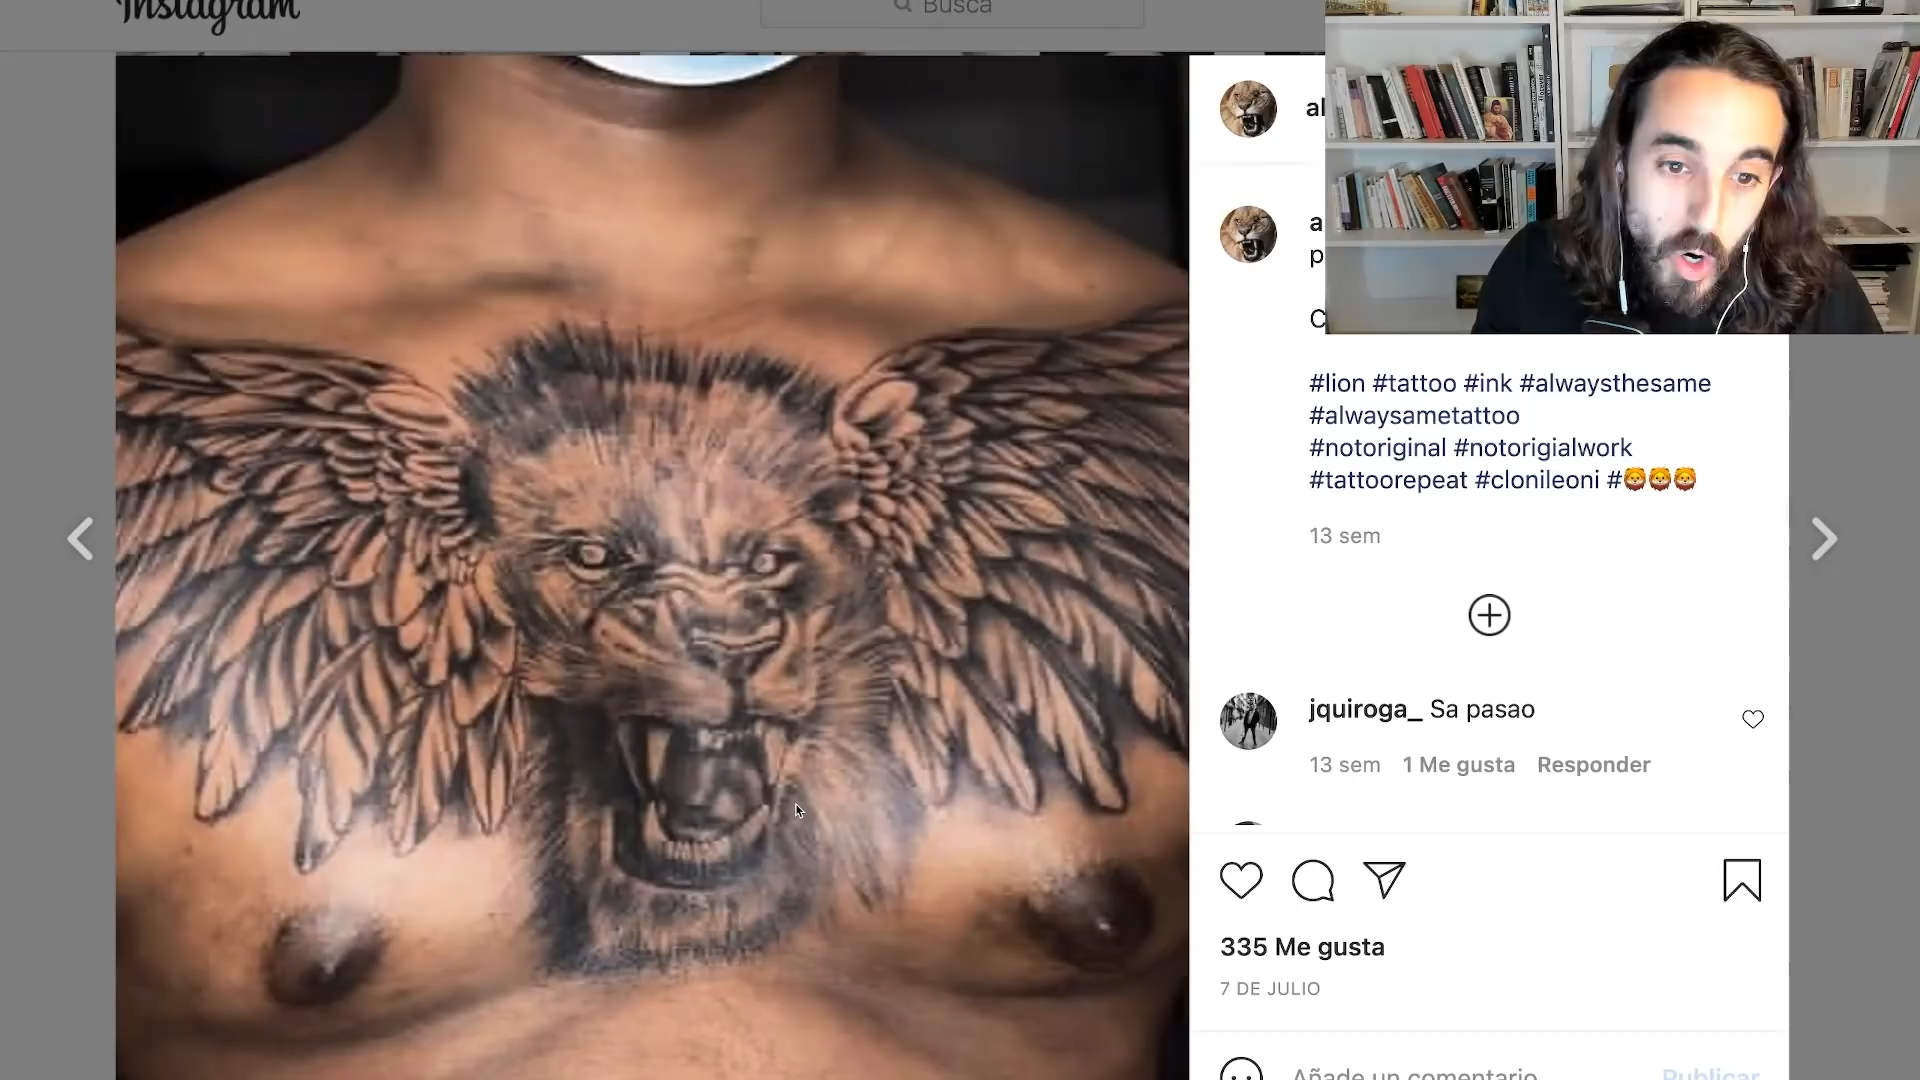 Instagram
Busca
al
a
p
C
#lion #tattoo #ink #alwaysthesame
#alwaysametattoo
#notoriginal #notorigialwork
#tattoorepeat #clonileoni #🦁🦁🦁
13 sem
jquiroga_ Sa pasao
13 sem 1 Me gusta Responder
335 Me gusta
7 DE JULIO
Añade un comentario
Publicar